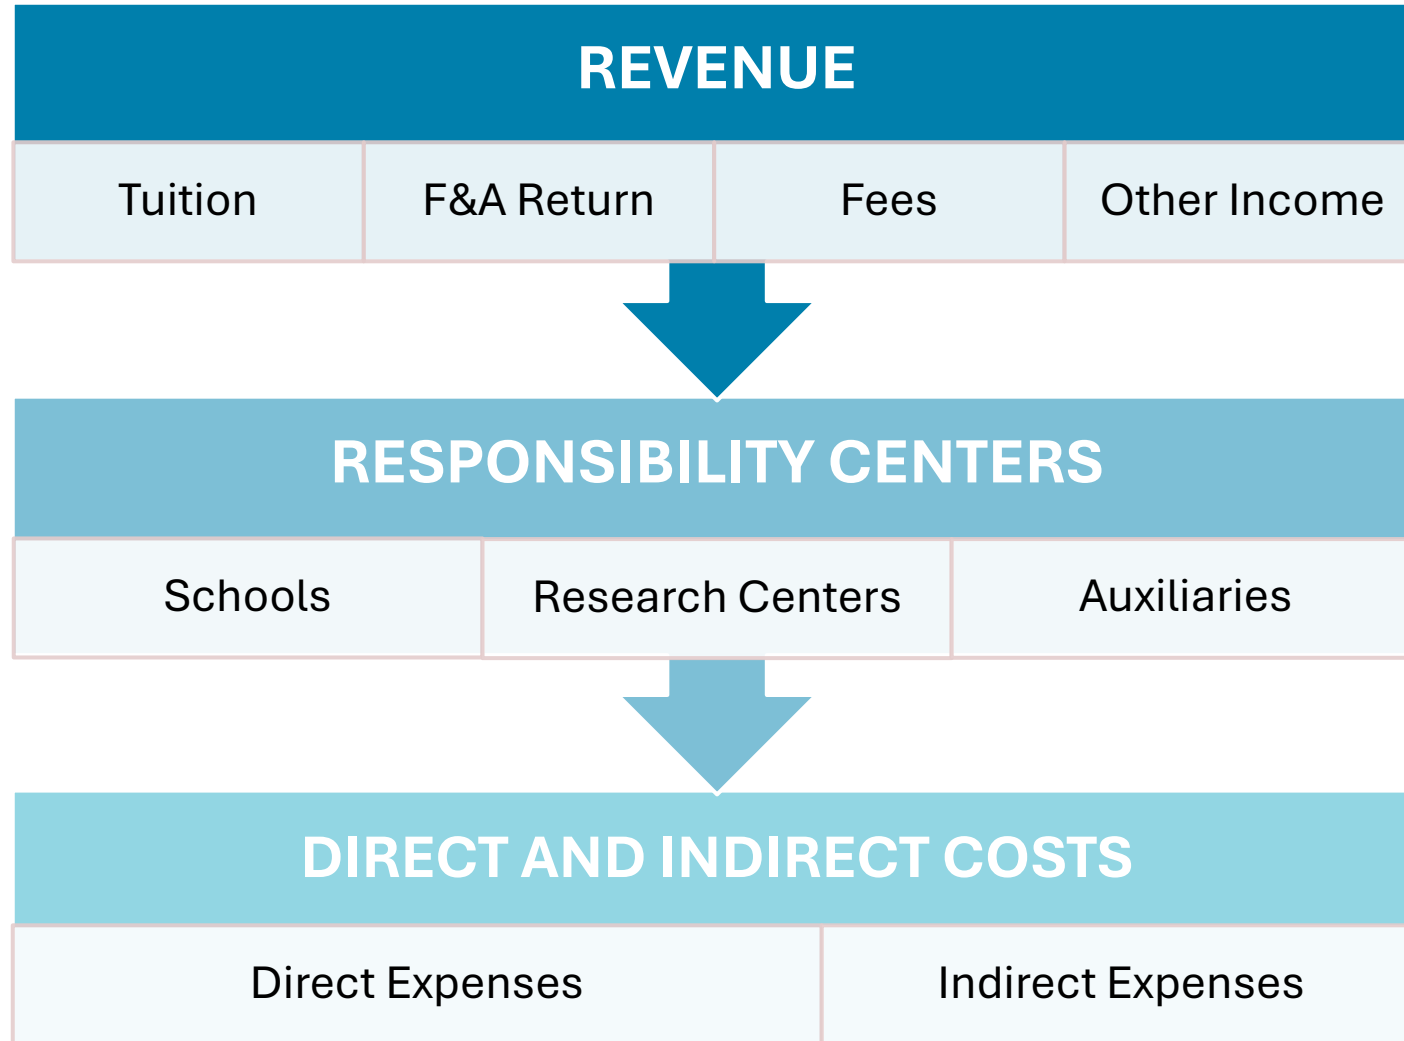 REVENUE
Tuition
F&A Return
Fees
Other Income
RESPONSIBILITY CENTERS
Schools
Research Centers
Auxiliaries
DIRECT AND INDIRECT COSTS
Direct Expenses
Indirect Expenses